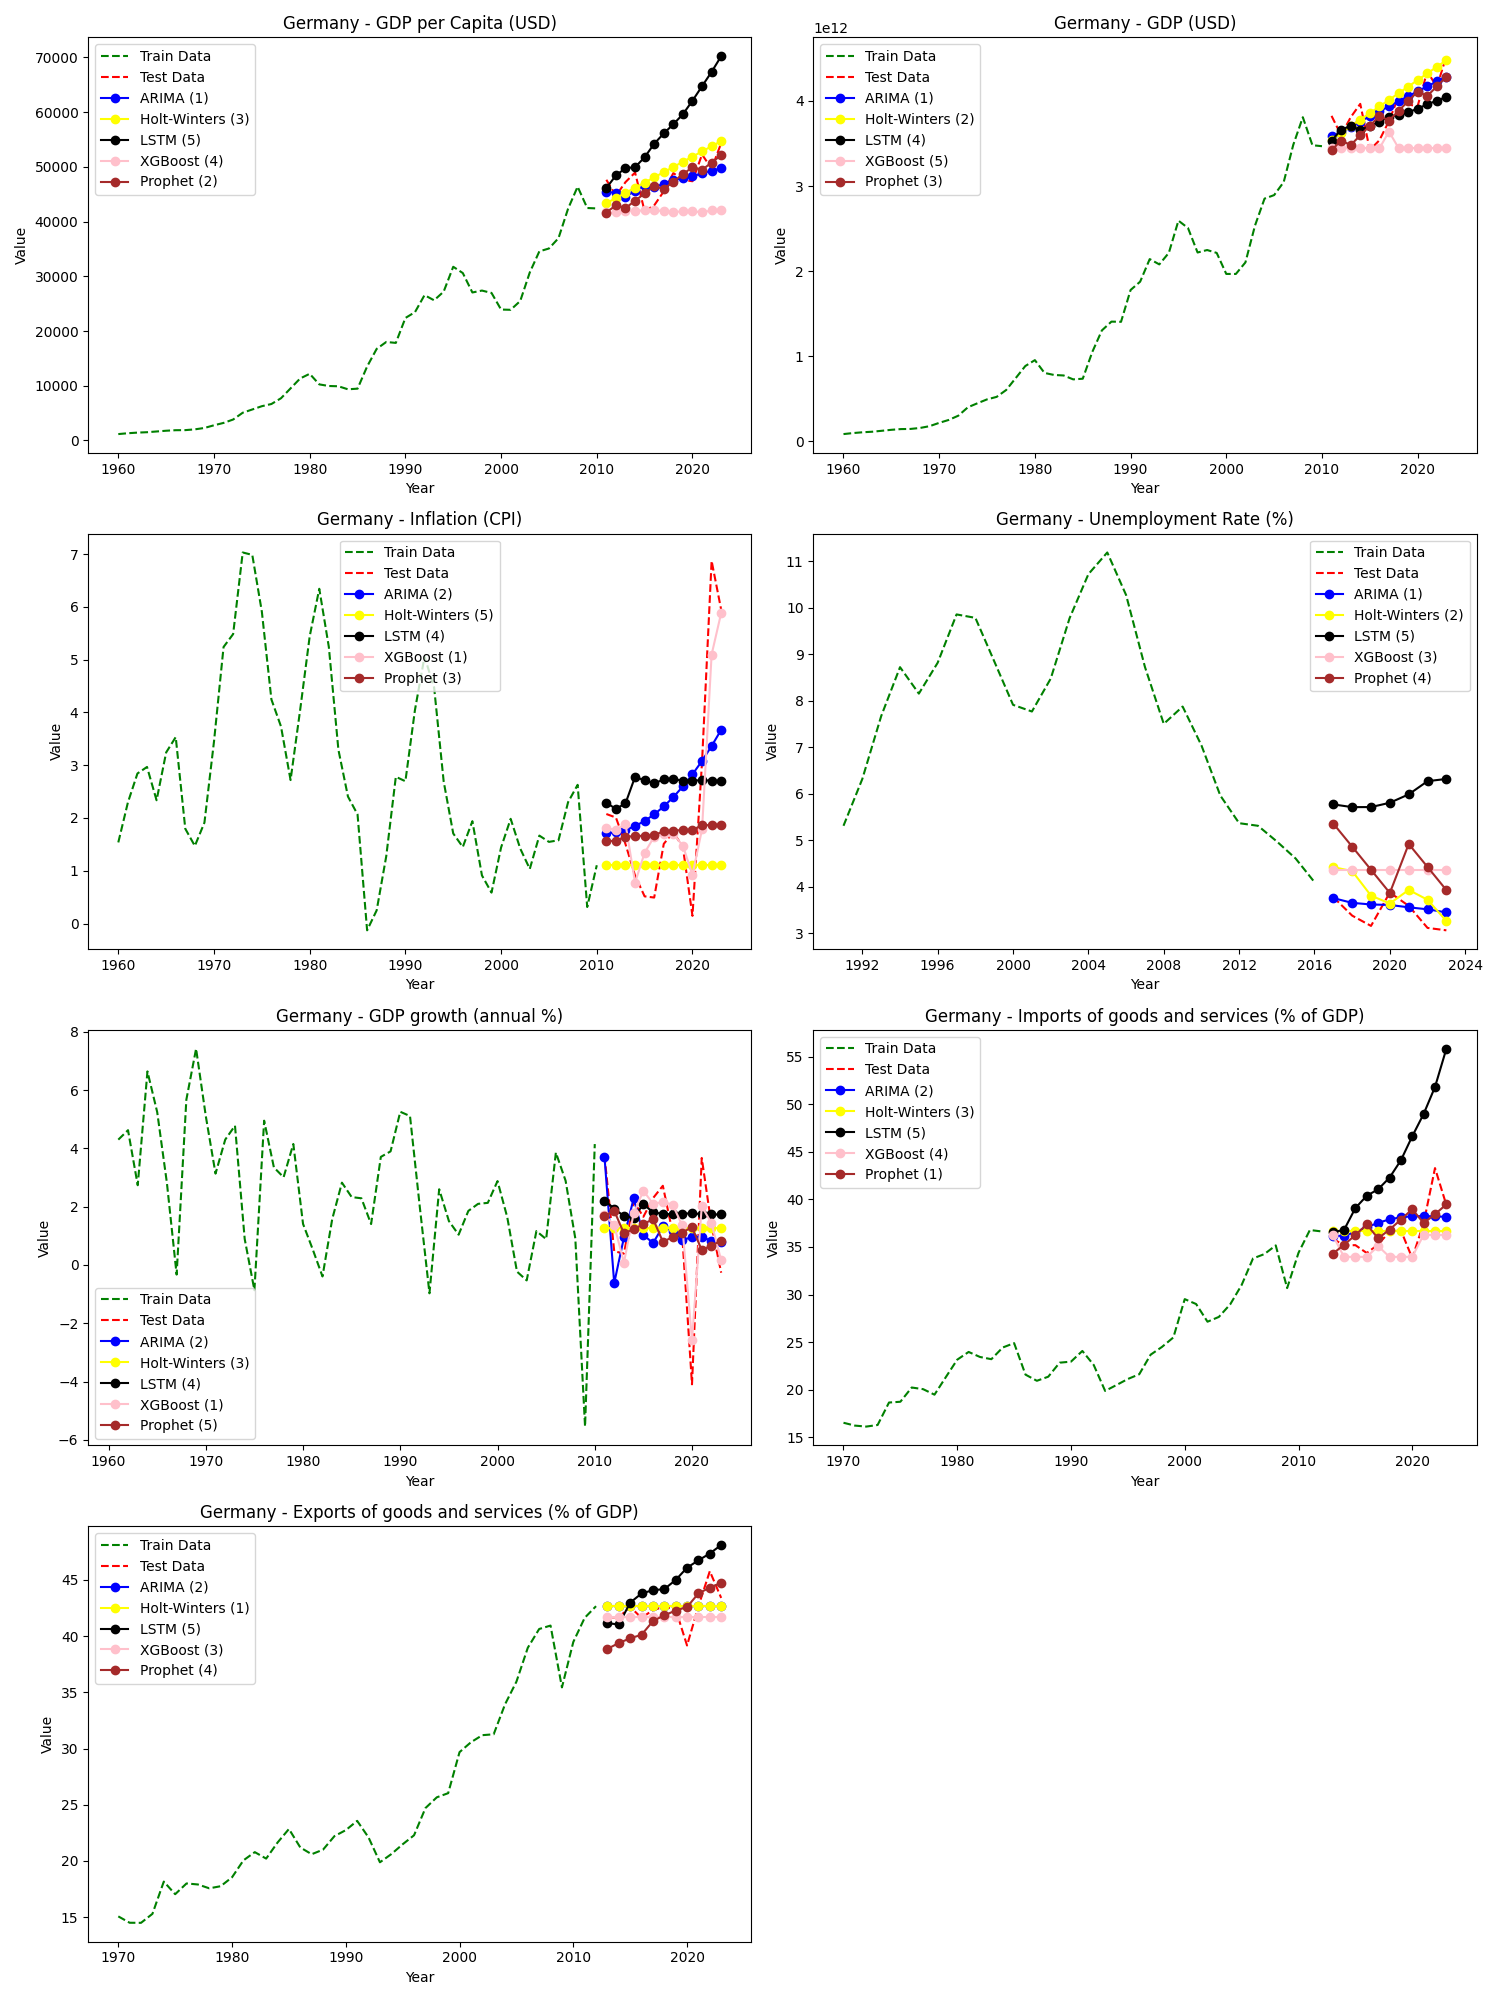 Germany - GDP per Capita (USD)
70000
60000
50000
40000
30000
20000
10000
0
Value
1960 1970 1980 1990 2000 2010 2020
Year
Train Data
Test Data
ARIMA (1)
Holt-Winters (3)
LSTM (5)
XGBoost (4)
Prophet (2)
Germany - GDP (USD)
1e12
4
3
2
1
0
Value
1960 1970 1980 1990 2000 2010 2020
Year
Train Data
Test Data
ARIMA (1)
Holt-Winters (2)
LSTM (4)
XGBoost (5)
Prophet (3)
Germany - Inflation (CPI)
7
6
5
4
3
2
1
0
Value
1960 1970 1980 1990 2000 2010 2020
Year
Train Data
Test Data
ARIMA (2)
Holt-Winters (5)
LSTM (4)
XGBoost (1)
Prophet (3)
Germany - Unemployment Rate (%)
11
10
9
8
7
6
5
4
3
Value
1992 1996 2000 2004 2008 2012 2016 2020 2024
Year
Train Data
Test Data
ARIMA (1)
Holt-Winters (2)
LSTM (5)
XGBoost (3)
Prophet (4)
Germany - GDP growth (annual %)
8
6
4
2
0
−2
−4
−6
Value
1960 1970 1980 1990 2000 2010 2020
Year
Train Data
Test Data
ARIMA (2)
Holt-Winters (3)
LSTM (4)
XGBoost (1)
Prophet (5)
Germany - Imports of goods and services (% of GDP)
55
50
45
40
35
30
25
20
15
Value
1970 1980 1990 2000 2010 2020
Year
Train Data
Test Data
ARIMA (2)
Holt-Winters (3)
LSTM (5)
XGBoost (4)
Prophet (1)
Germany - Exports of goods and services (% of GDP)
45
40
35
30
25
20
15
Value
1970 1980 1990 2000 2010 2020
Year
Train Data
Test Data
ARIMA (2)
Holt-Winters (1)
LSTM (5)
XGBoost (3)
Prophet (4)